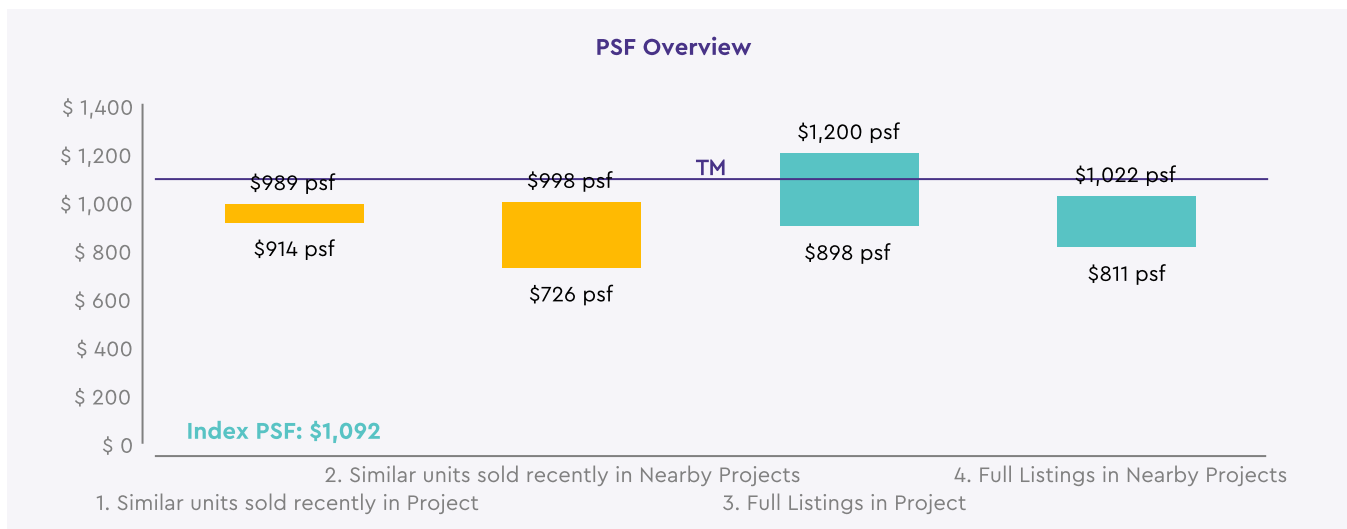 PSF Overview
$ 1,400
$ 1,200
$ 1,000
$ 800
$ 600
$ 400
$ 200
$ 0
$989 psf
$914 psf
$998 psf
$726 psf
TM
$1,200 psf
$898 psf
$1,022 psf
$811 psf
Index PSF: $1,092
2. Similar units sold recently in Nearby Projects
4. Full Listings in Nearby Projects
1. Similar units sold recently in Project
3. Full Listings in Project